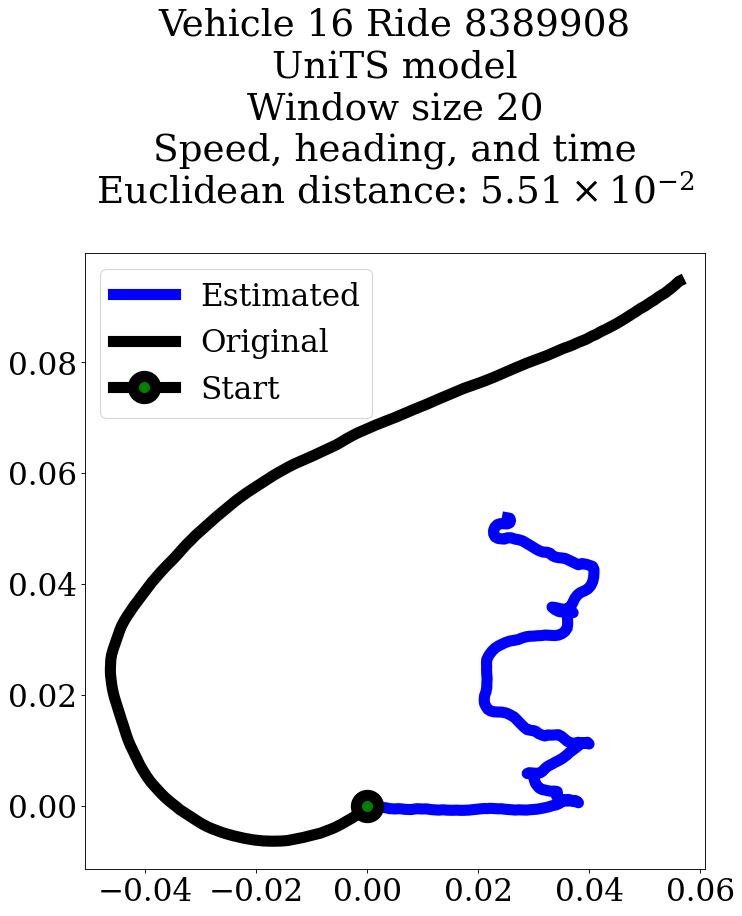 Vehicle 16 Ride 8389908
UniTS model
Window size 20
Speed, heading, and time
Euclidean distance: 5.51 × 10⁻²
Estimated
Original
Start
0.08
0.06
0.04
0.02
0.00
−0.04 −0.02 0.00 0.02 0.04 0.06